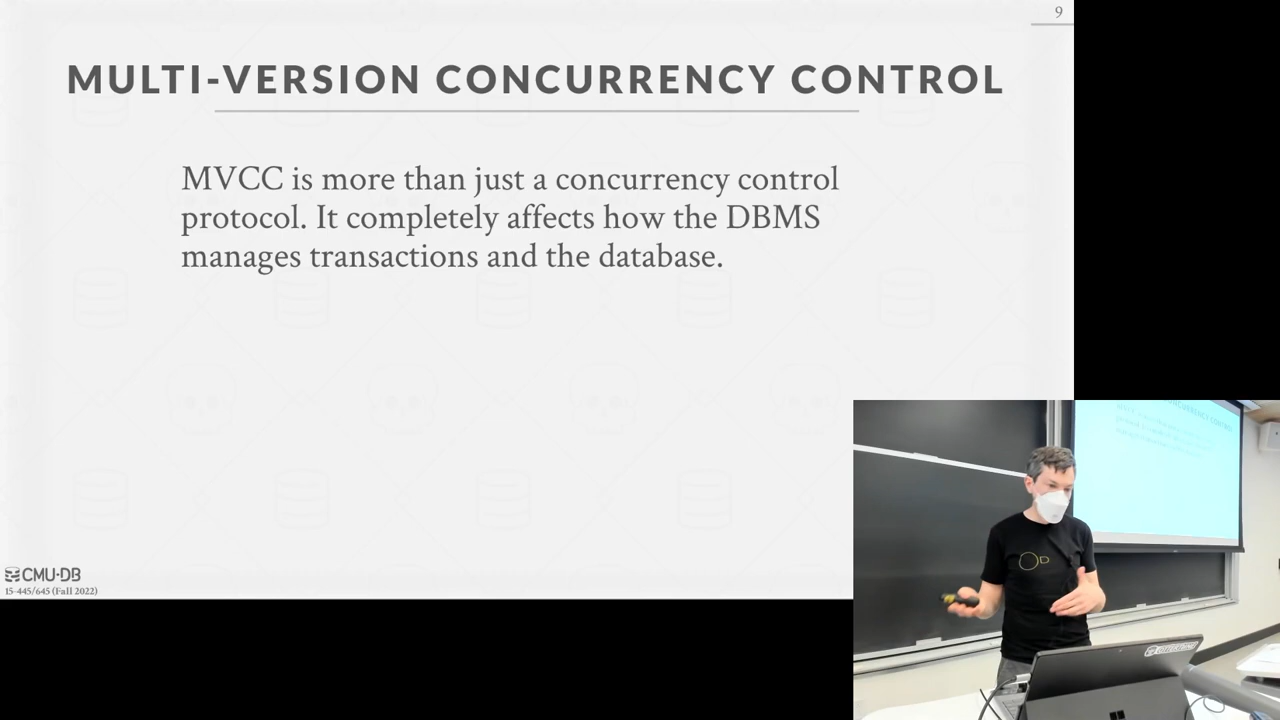 9
MULTI-VERSION CONCURRENCY CONTROL
MVCC is more than just a concurrency control
protocol. It completely affects how the DBMS
manages transactions and the database.
CMU·DB
15-445/645 (Fall 2022)